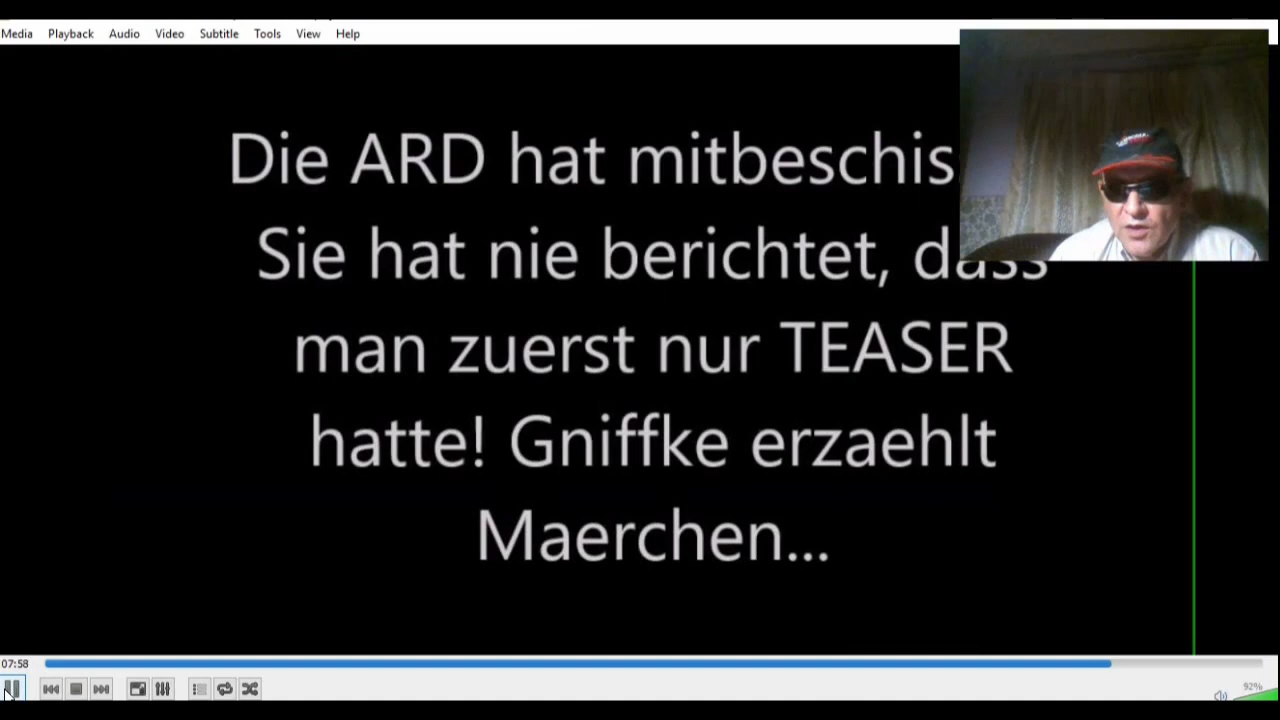 Media Playback Audio Video Subtitle Tools View Help
Die ARD hat mitbeschis
Sie hat nie berichtet, dass
man zuerst nur TEASER
hatte! Gniffke erzaehlt
Maerchen...
07:58
92%